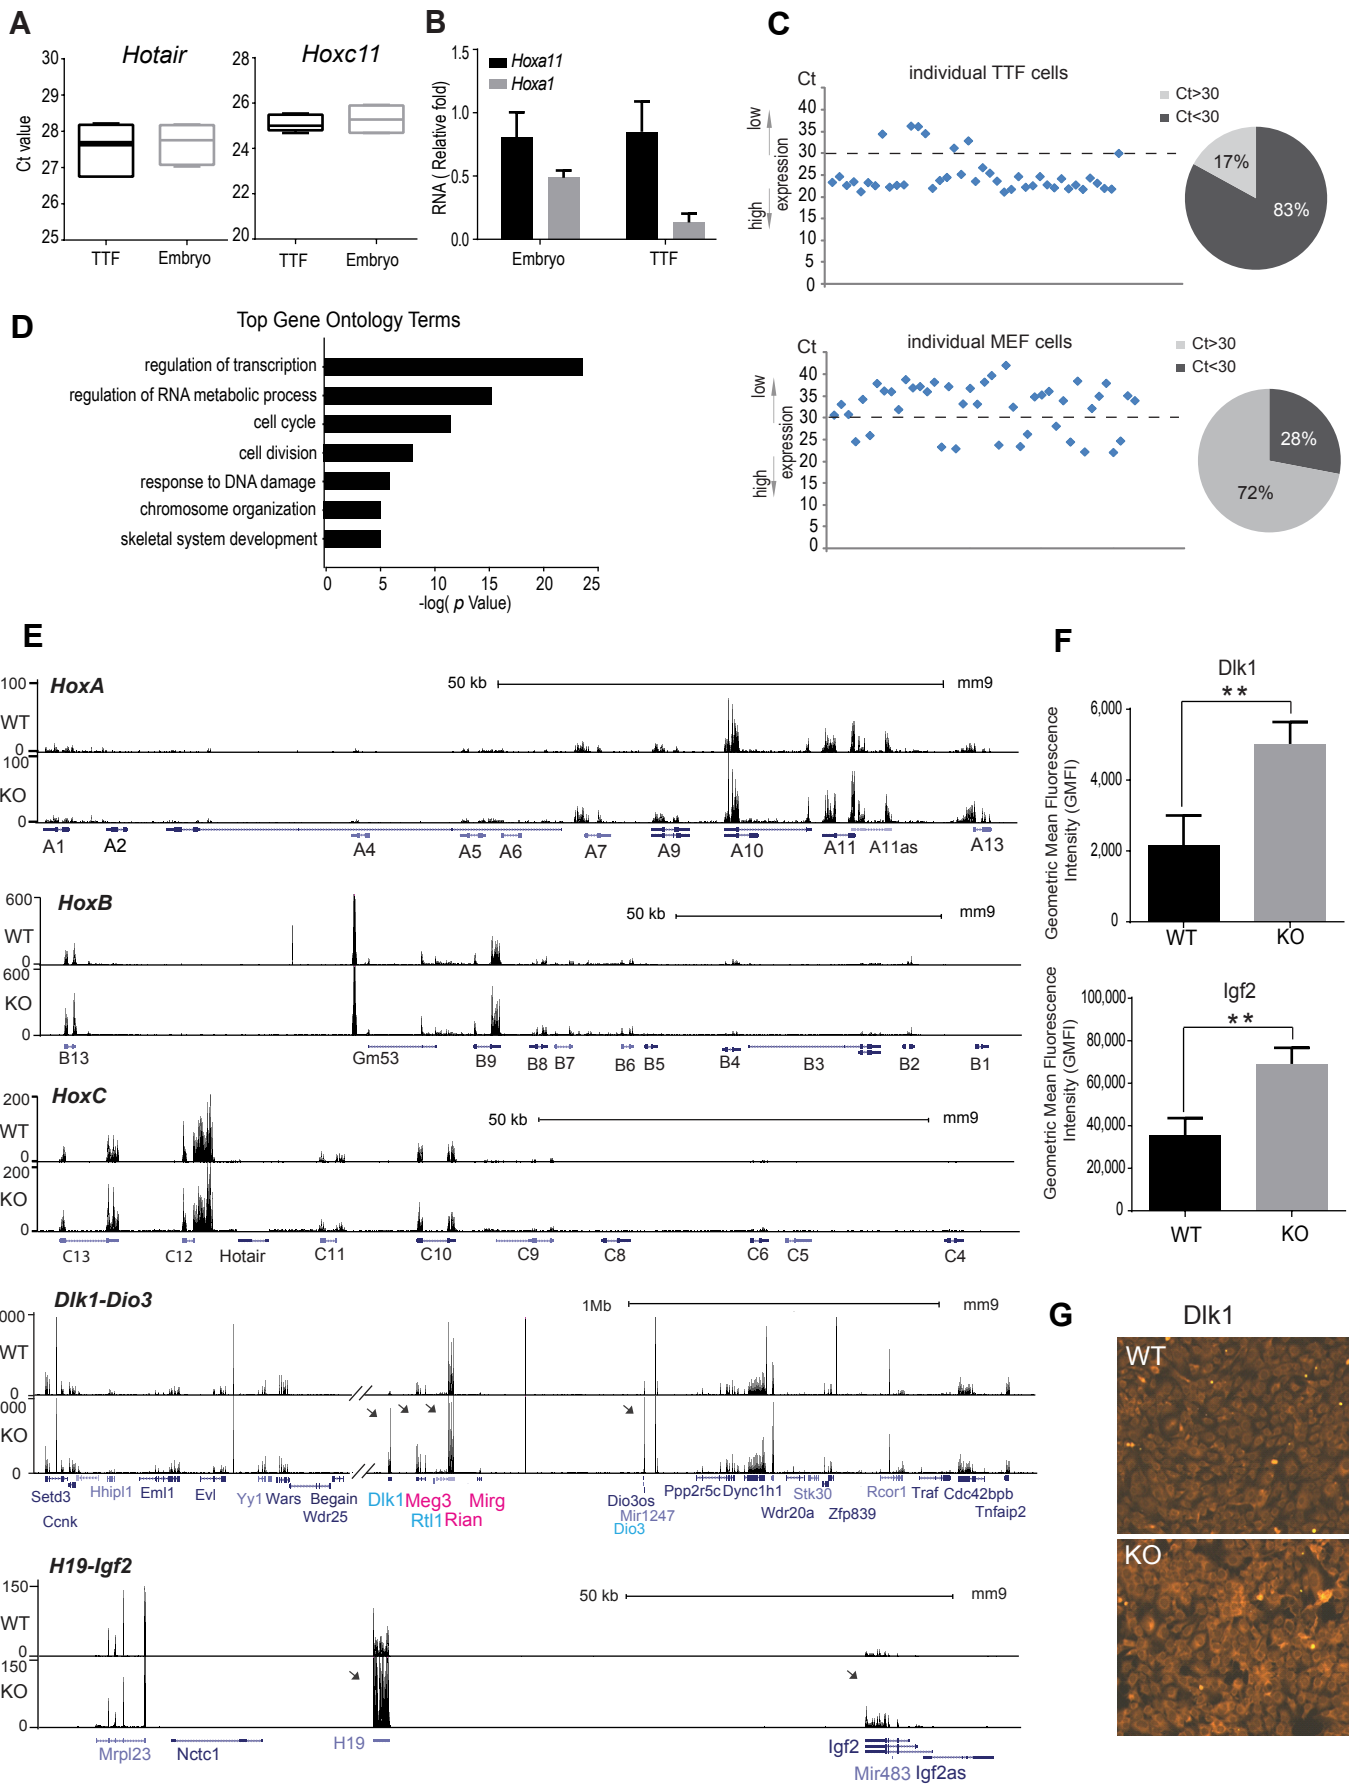 A
Hotair
Hoxc11
Ct value
30
29
28
27
26
25
TTF
Embryo
28
26
24
22
20
TTF
Embryo
B
RNA ( Relative fold)
1.5
1.0
0.5
0.0
Hoxa11
Hoxa1
Embryo
TTF
C
individual TTF cells
Ct
40
35
30
25
20
15
10
5
0
low
expression
high
Ct>30
Ct<30
17%
83%
individual MEF cells
Ct
40
35
30
25
20
15
10
5
0
low
expression
high
Ct>30
Ct<30
28%
72%
D
Top Gene Ontology Terms
regulation of transcription
regulation of RNA metabolic process
cell cycle
cell division
response to DNA damage
chromosome organization
skeletal system development
0 5 10 15 20 25
-log( p Value)
E
HoxA
50 kb
mm9
100
WT
0
100
KO
0
A1 A2 A4 A5 A6 A7 A9 A10 A11 A11as A13
HoxB
50 kb
mm9
600
WT
0
600
KO
0
B13 Gm53 B9 B8 B7 B6 B5 B4 B3 B2 B1
HoxC
50 kb
mm9
200
WT
0
200
KO
0
C13 C12 Hotair C11 C10 C9 C8 C6 C5 C4
Dlk1-Dio3
1Mb
mm9
000
WT
0
000
KO
0
Setd3 Hhipl1 Eml1 Evl Yy1 Wars Begain Dlk1 Meg3 Mirg Dio3os Ppp2r5c Dync1h1 Stk30 Rcor1 Traf Cdc42bpb
Ccnk Wdr25 Rtl1 Rian Mir1247 Wdr20a Zfp839 Tnfaip2
Dio3
H19-Igf2
50 kb
mm9
150
WT
0
150
KO
0
Mrpl23 Nctc1 H19 Igf2
Mir483 Igf2as
F
Dlk1
**
Geometric Mean Fluorescence
Intensity (GMFI)
6,000
4,000
2,000
0
WT
KO
Igf2
**
Geometric Mean Fluorescence
Intensity (GMFI)
100,000
80,000
60,000
40,000
20,000
0
WT
KO
G
Dlk1
WT
KO